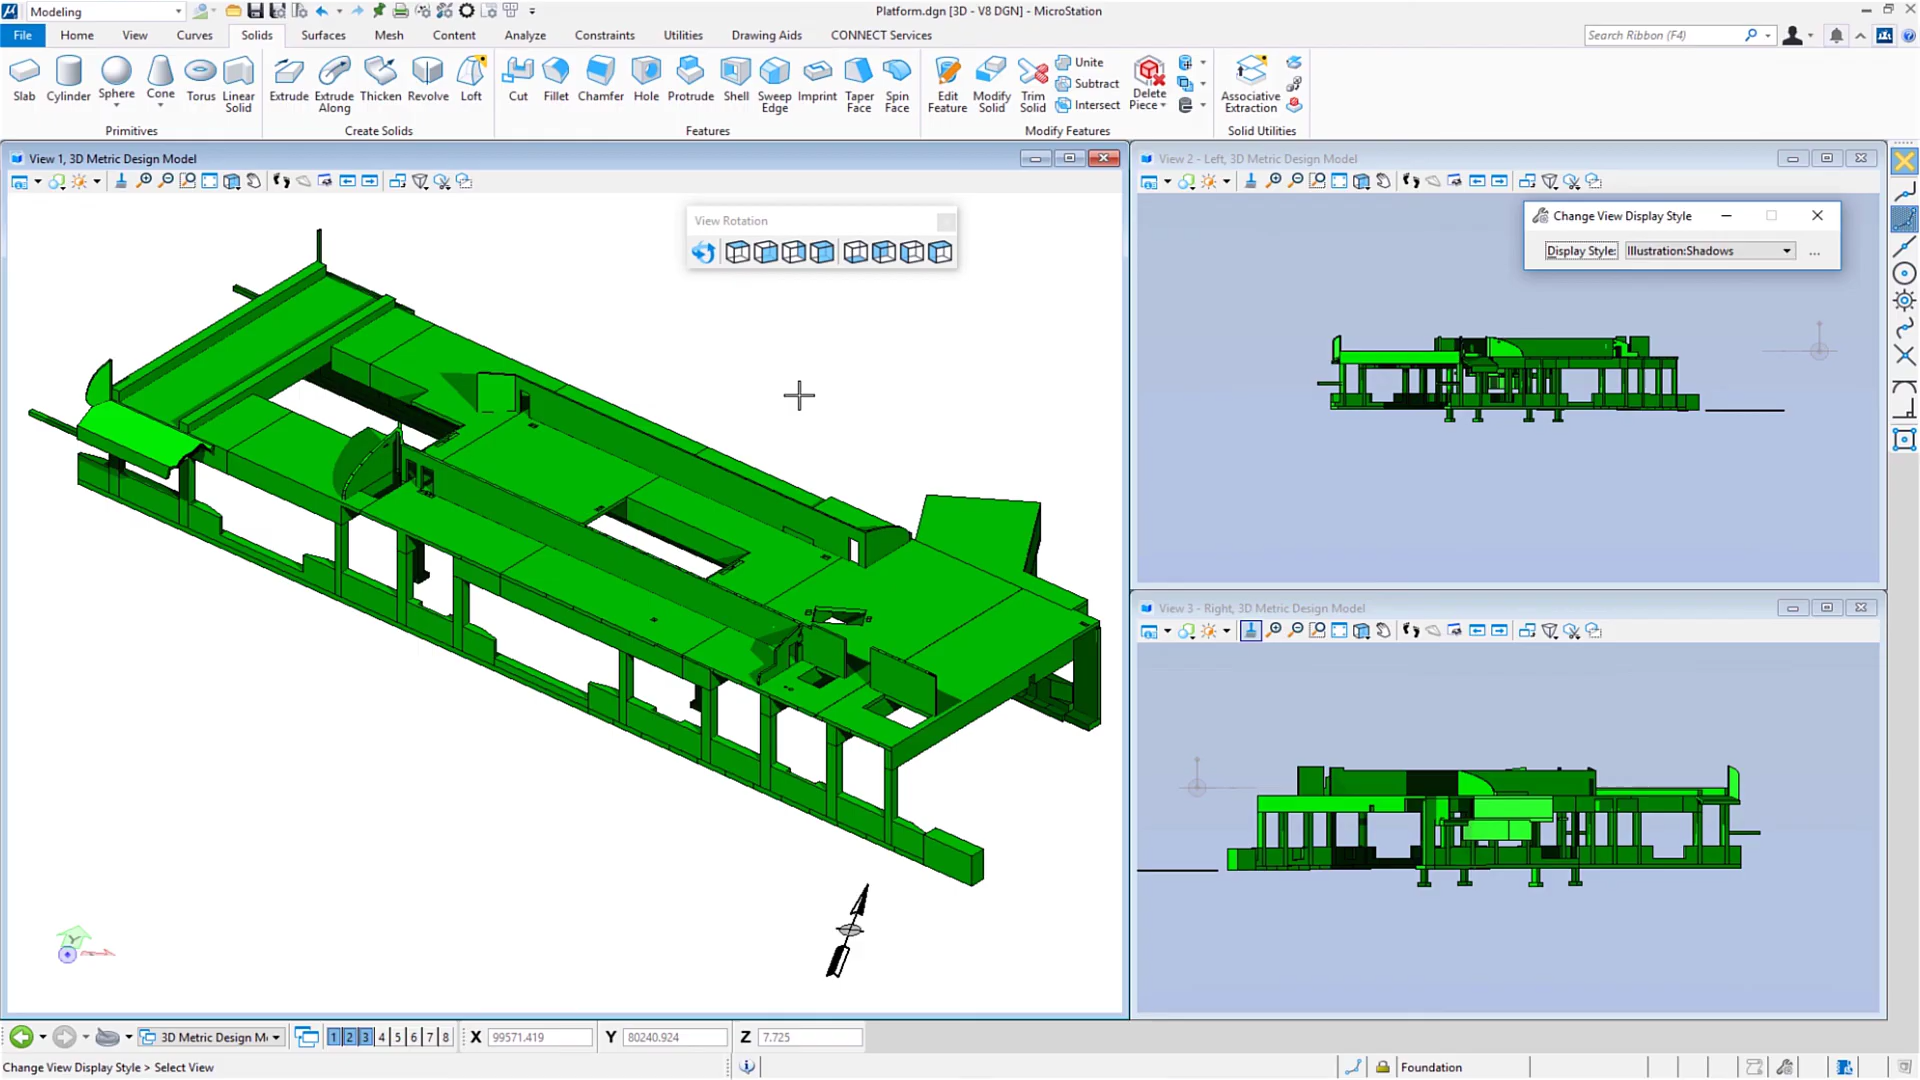 Modeling
Platform.dgn [3D - V8 DGN] - MicroStation
File Home View Curves Solids Surfaces Mesh Content Analyze Constraints Utilities Drawing Aids CONNECT Services
Search Ribbon (F4)
Slab Cylinder Sphere Cone Torus Linear Solid
Primitives
Extrude Extrude Along Thicken Revolve Loft
Create Solids
Cut Fillet Chamfer Hole Protrude Shell Sweep Edge Imprint Taper Face Spin Face
Features
Edit Feature Modify Solid Trim Solid Unite Subtract Intersect Delete Piece
Modify Features
Associative Extraction
Solid Utilities
View 1, 3D Metric Design Model
View 2 - Left, 3D Metric Design Model
View Rotation
Change View Display Style
Display Style: Illustration:Shadows ...
View 3 - Right, 3D Metric Design Model
Y
3D Metric Design M
1 2 3 4 5 6 7 8
X 99571.419 Y 80240.924 Z 7.725
Change View Display Style > Select View
Foundation